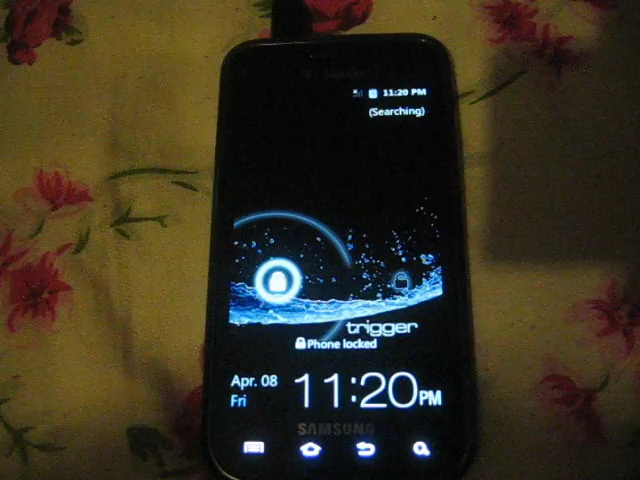 11:20 PM
(Searching)
trigger
Phone locked
Apr. 08
Fri
11:20PM
SAMSUNG